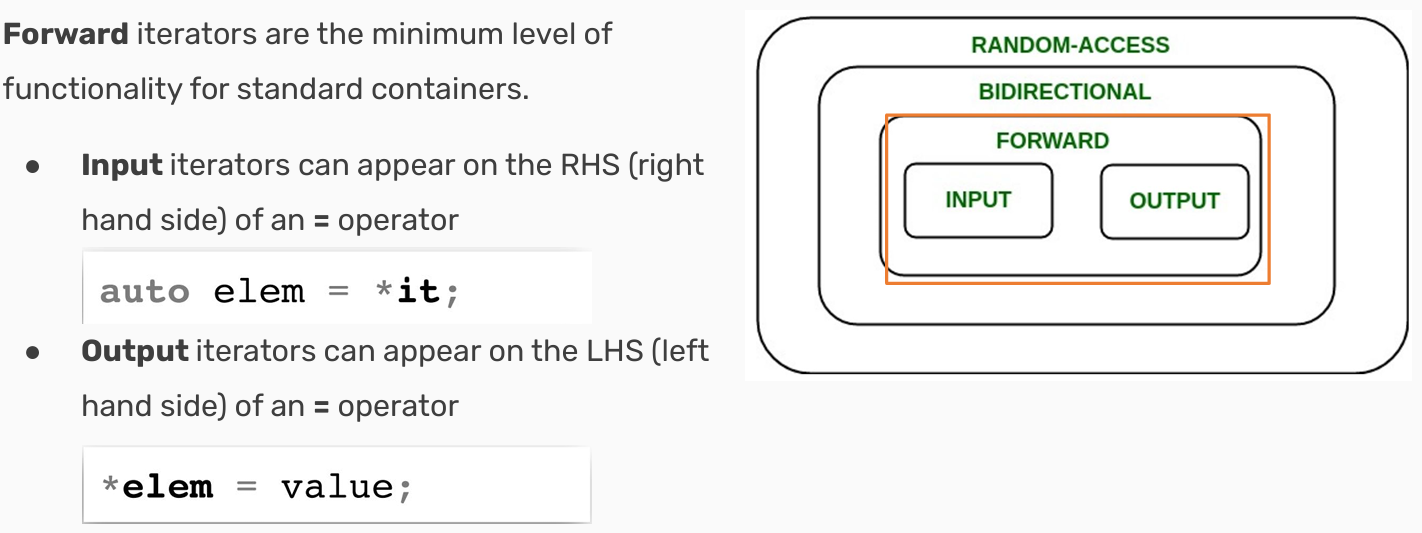 Forward iterators are the minimum level of
functionality for standard containers.
● Input iterators can appear on the RHS (right
hand side) of an = operator
auto elem = *it;
● Output iterators can appear on the LHS (left
hand side) of an = operator
*elem = value;
RANDOM-ACCESS
BIDIRECTIONAL
FORWARD
INPUT
OUTPUT